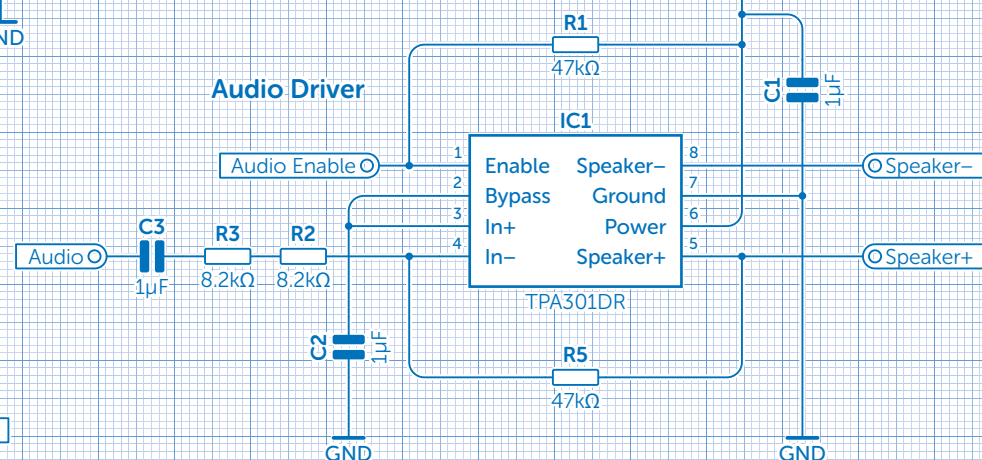 ND
R1
47kΩ
Audio Driver
C1
1µF
IC1
Audio Enable
1
Enable
Speaker–
8
Speaker–
2
Bypass
Ground
7
3
In+
Power
6
Audio
C3
1µF
R3
8.2kΩ
R2
8.2kΩ
4
In–
Speaker+
5
Speaker+
TPA301DR
C2
1µF
R5
47kΩ
GND
GND